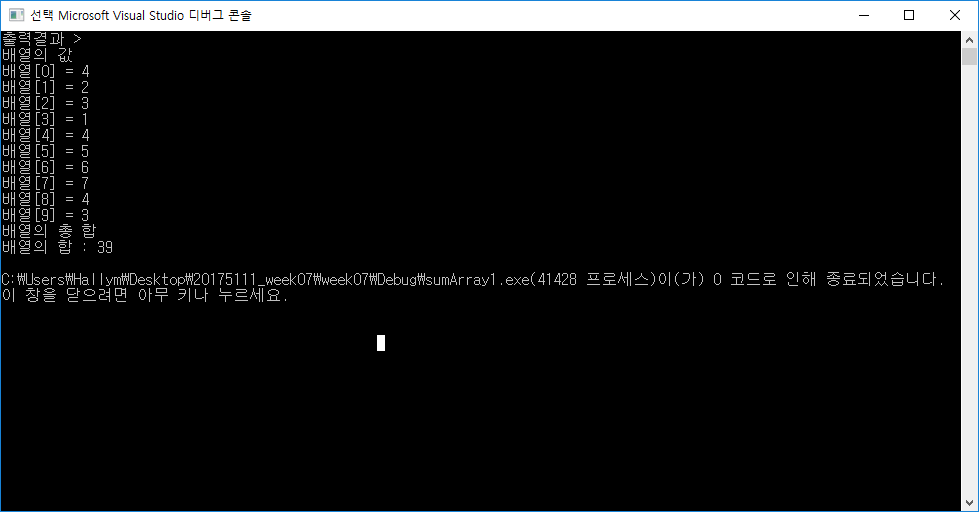 선택 Microsoft Visual Studio 디버그 콘솔
출력결과 >
배열의 값
배열[0] = 4
배열[1] = 2
배열[2] = 3
배열[3] = 1
배열[4] = 4
배열[5] = 5
배열[6] = 6
배열[7] = 7
배열[8] = 4
배열[9] = 3
배열의 총 합
배열의 합 : 39
C:₩Users₩Hallym₩Desktop₩20175111_week07₩week07₩Debug₩sumArray1.exe(41428 프로세스)이(가) 0 코드로 인해 종료되었습니다.
이 창을 닫으려면 아무 키나 누르세요.